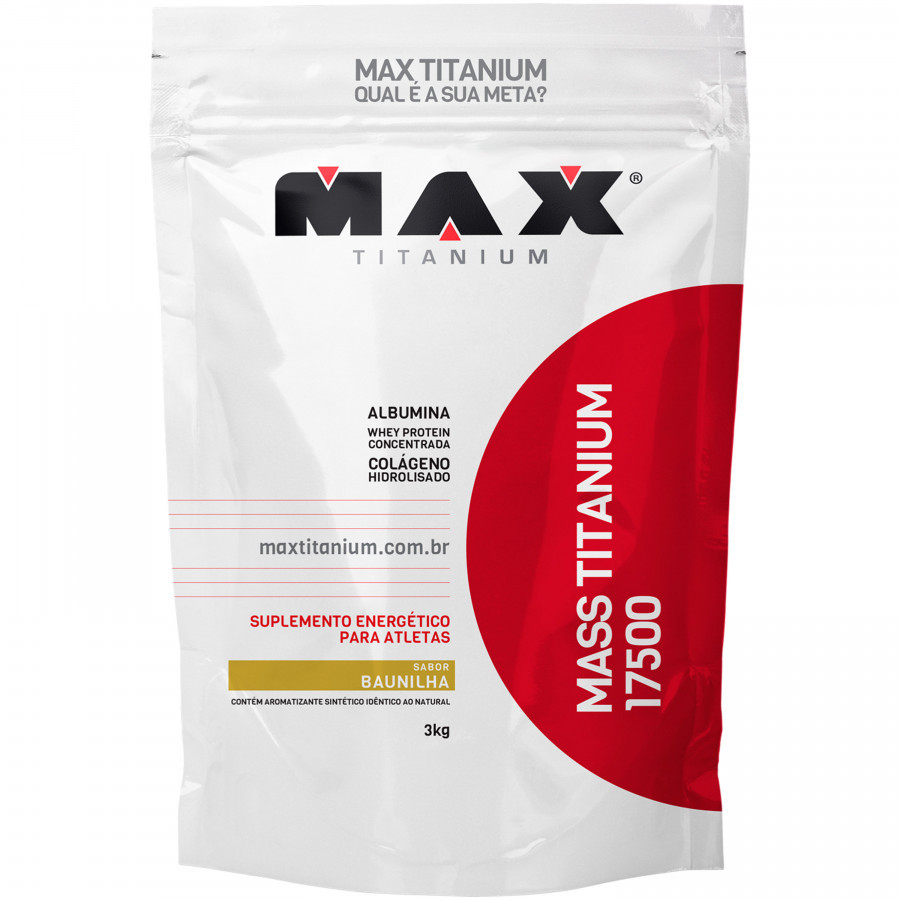 MAX TITANIUM
QUAL É A SUA META?
MAX®
TITANIUM
ALBUMINA
WHEY PROTEIN
CONCENTRADA
COLÁGENO
HIDROLISADO
maxtitanium.com.br
SUPLEMENTO ENERGÉTICO
PARA ATLETAS
SABOR
BAUNILHA
CONTÉM AROMATIZANTE SINTÉTICO IDÊNTICO AO NATURAL
3kg
MASS TITANIUM
17500